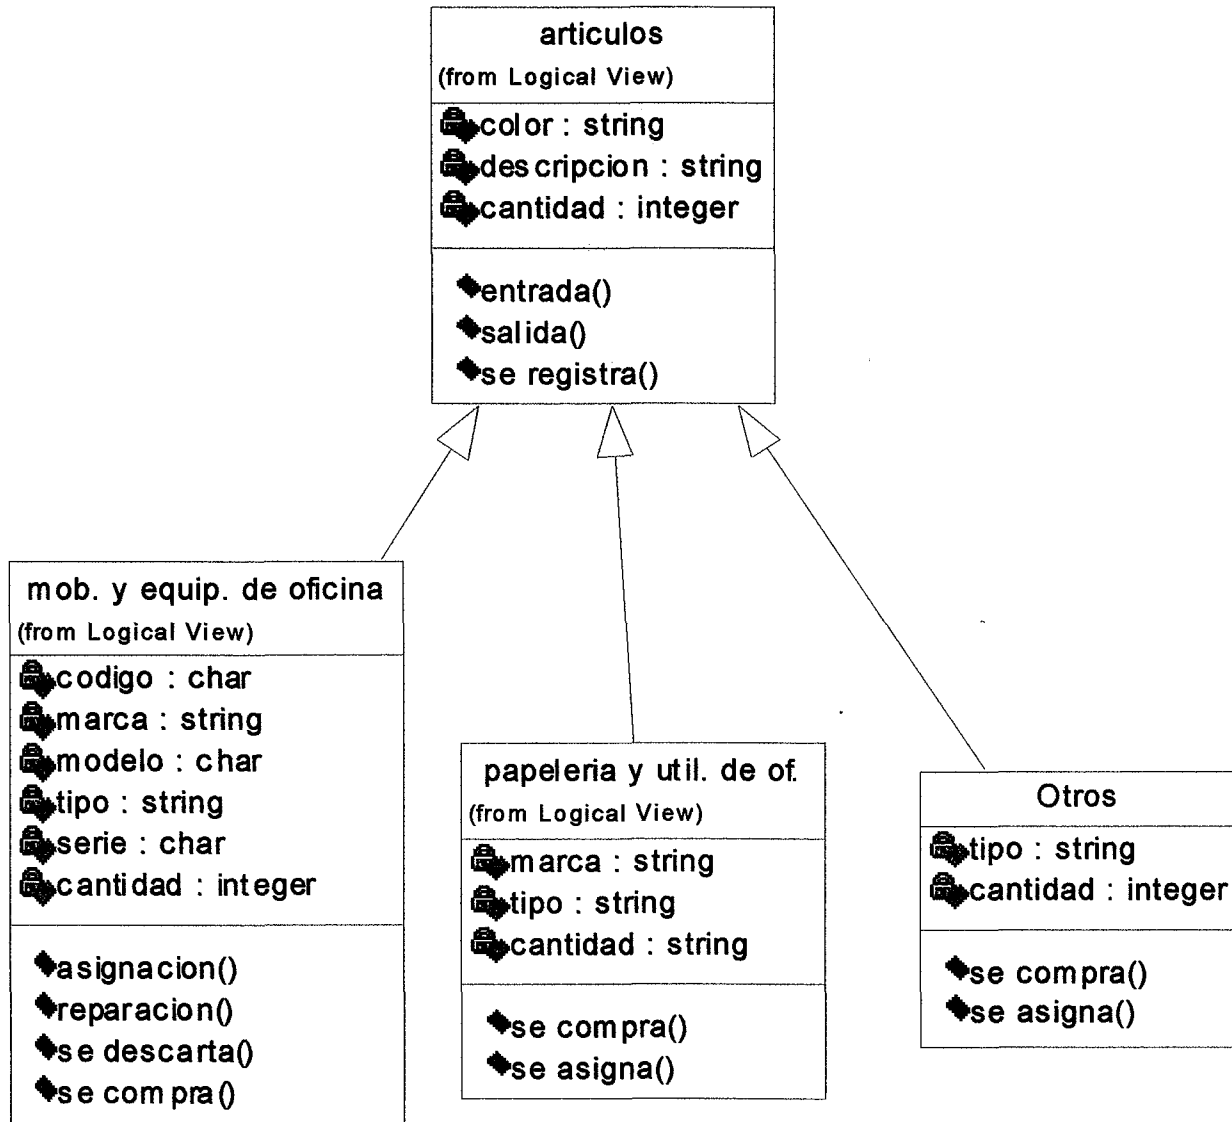 articulos
(from Logical View)
color : string
descripcion : string
cantidad : integer
entrada()
salida()
se registra()
mob. y equip. de oficina
(from Logical View)
codigo : char
marca : string
modelo : char
tipo : string
serie : char
cantidad : integer
asignacion()
reparacion()
se descarta()
se compra()
papeleria y util. de of.
(from Logical View)
marca : string
tipo : string
cantidad : string
se compra()
se asigna()
Otros
tipo : string
cantidad : integer
se compra()
se asigna()